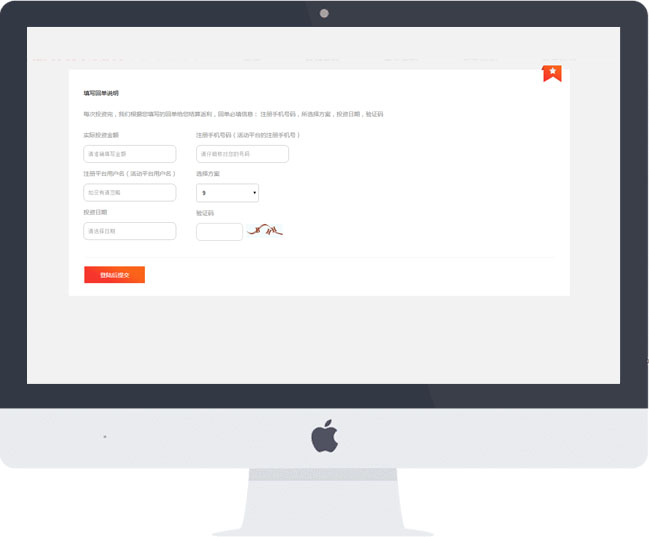 填写回单说明
每次投资完，我们根据您填写的回单给您结算返利，回单必填信息： 注册手机号码，所选择方案，投资日期，验证码
实际投资金额 注册手机号码（活动平台的注册手机号）
请准确填写金额 请仔细核对您的号码
注册平台用户名（活动平台用户名） 选择方案
如没有请忽略 9
投资日期 验证码
请选择日期
登陆后提交